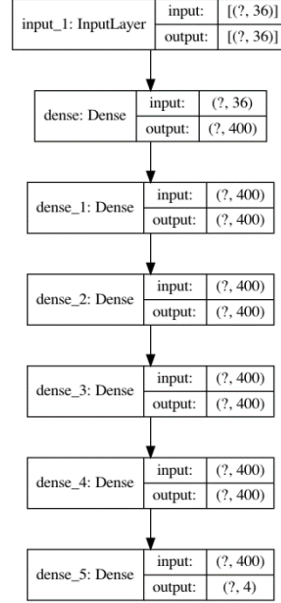 input_1: InputLayer
input: [(?, 36)]
output: [(?, 36)]
dense: Dense
input: (?, 36)
output: (?, 400)
dense_1: Dense
input: (?, 400)
output: (?, 400)
dense_2: Dense
input: (?, 400)
output: (?, 400)
dense_3: Dense
input: (?, 400)
output: (?, 400)
dense_4: Dense
input: (?, 400)
output: (?, 400)
dense_5: Dense
input: (?, 400)
output: (?, 4)